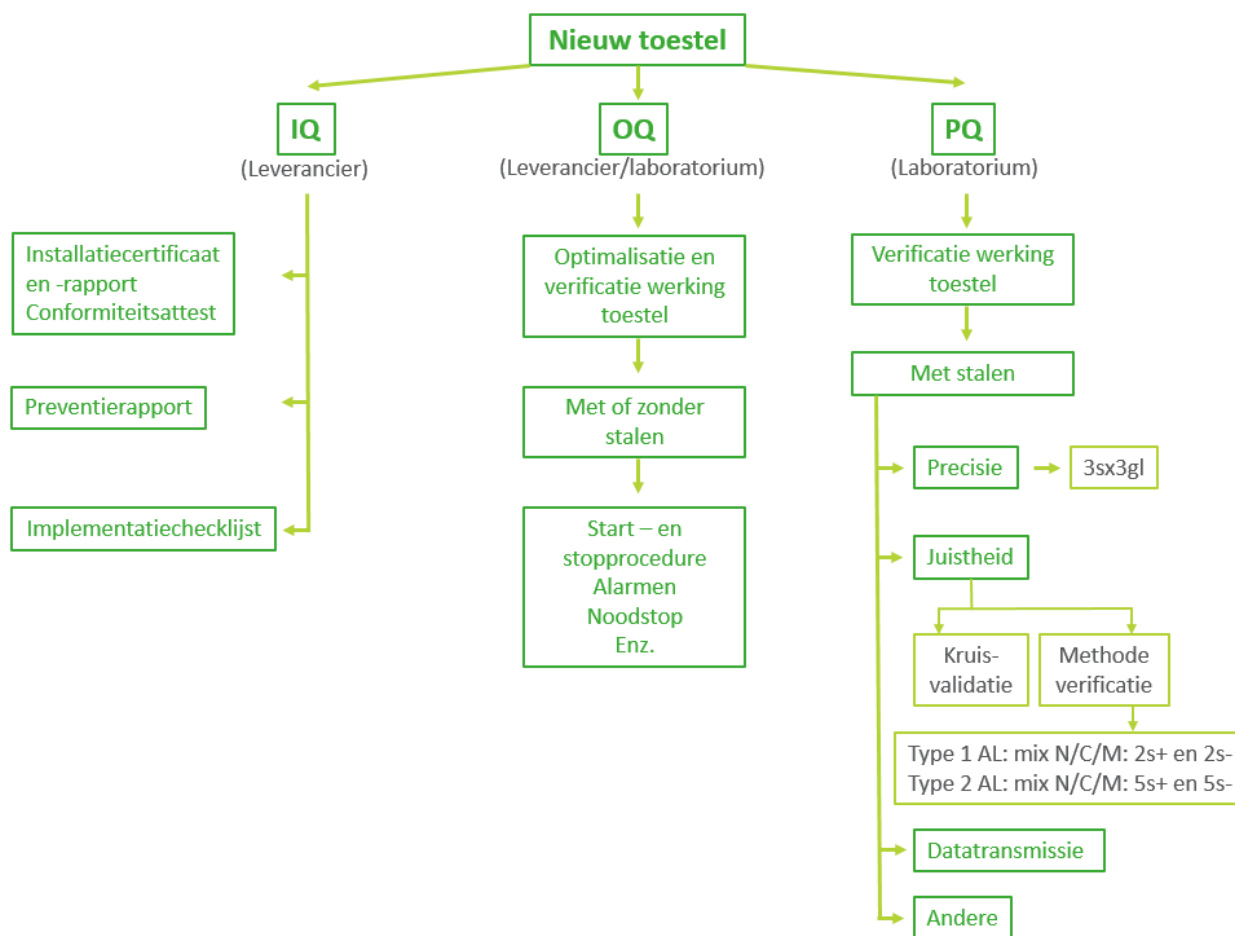 Nieuw toestel
IQ
(Leverancier)
Installatiecertificaat
en -rapport
Conformiteitsattest
Preventierapport
Implementatiechecklijst
OQ
(Leverancier/laboratorium)
Optimalisatie en
verificatie werking
toestel
Met of zonder
stalen
Start – en
stopprocedure
Alarmen
Noodstop
Enz.
PQ
(Laboratorium)
Verificatie werking
toestel
Met stalen
Precisie
3sx3gl
Juistheid
Kruis-
validatie
Methode
verificatie
Type 1 AL: mix N/C/M: 2s+ en 2s-
Type 2 AL: mix N/C/M: 5s+ en 5s-
Datatransmissie
Andere